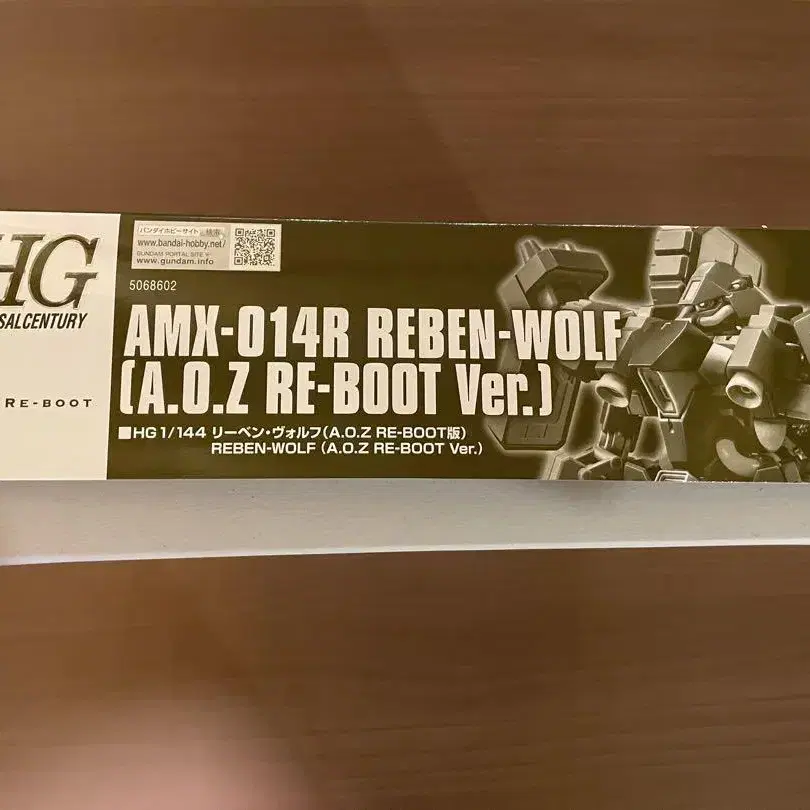 HG
SALCENTURY
RE-BOOT
バンダイホビーサイト 検索
www.bandai-hobby.net/
GUNDAM PORTAL SITE
www.gundam.info
5068602
AMX-014R REBEN-WOLF
(A.O.Z RE-BOOT Ver.)
■HG 1/144 リーベン・ヴォルフ(A.O.Z RE-BOOT版)
REBEN-WOLF (A.O.Z RE-BOOT Ver.)